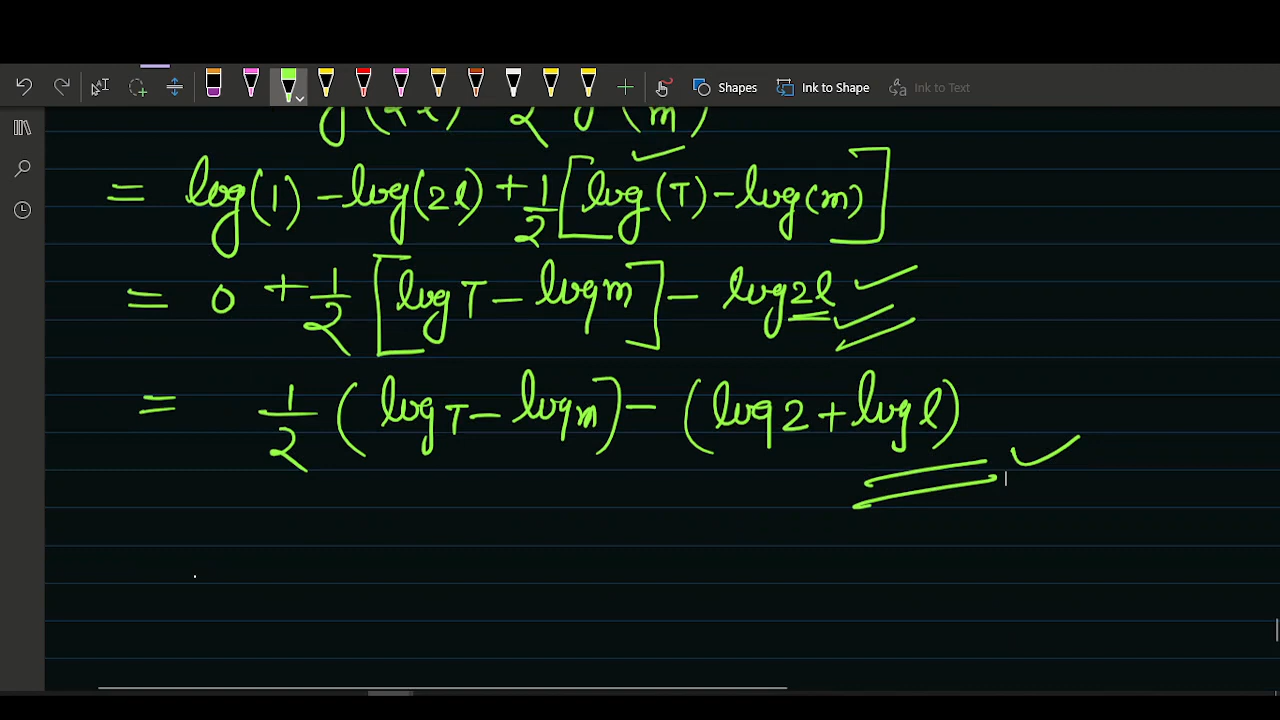 Shapes Ink to Shape Ink to Text
= log(1) - log(2l) + 1/2 [log(T) - log(m)]
= 0 + 1/2 [log T - log m] - log 2l
= 1/2 (log T - log m) - (log 2 + log l)